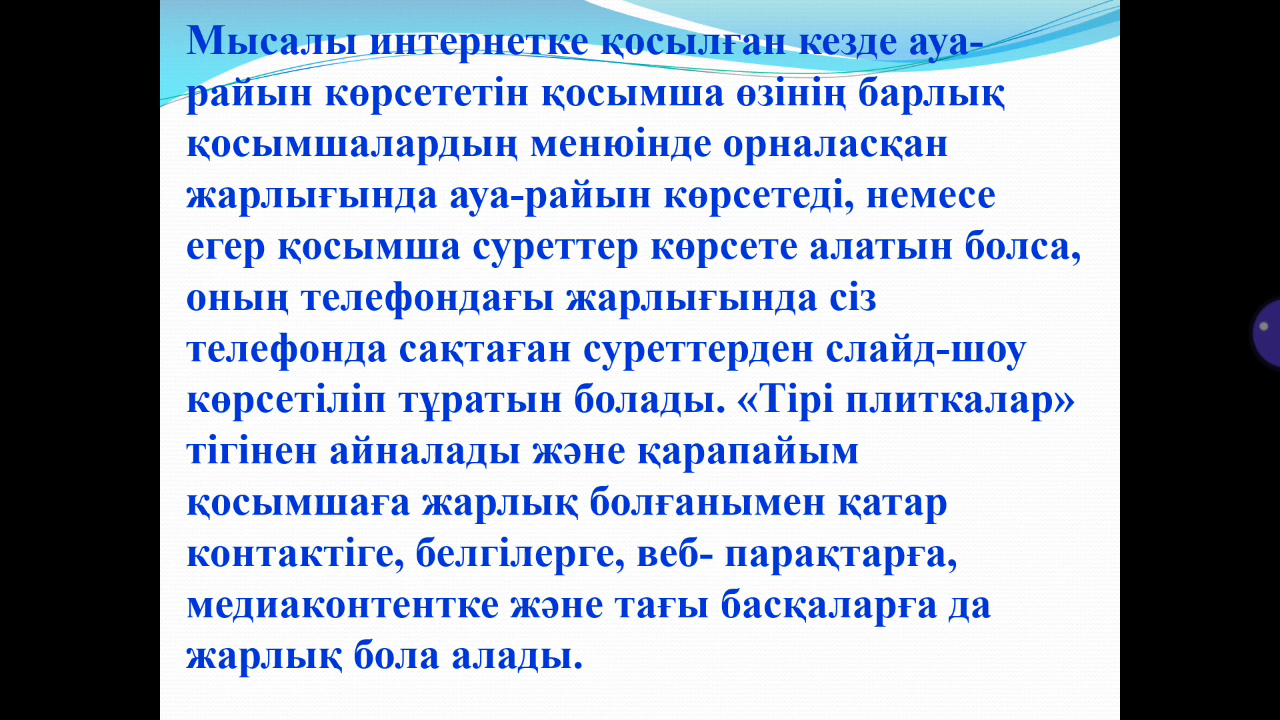 Мысалы интернетке қосылған кезде ауа-
райын көрсететін қосымша өзінің барлық
қосымшалардың менюінде орналасқан
жарлығында ауа-райын көрсетеді, немесе
егер қосымша суреттер көрсете алатын болса,
оның телефондағы жарлығында сіз
телефонда сақтаған суреттерден слайд-шоу
көрсетіліп тұратын болады. «Тірі плиткалар»
тігінен айналады және қарапайым
қосымшаға жарлық болғанымен қатар
контактіге, белгілерге, веб- парақтарға,
медиаконтентке және тағы басқаларға да
жарлық бола алады.